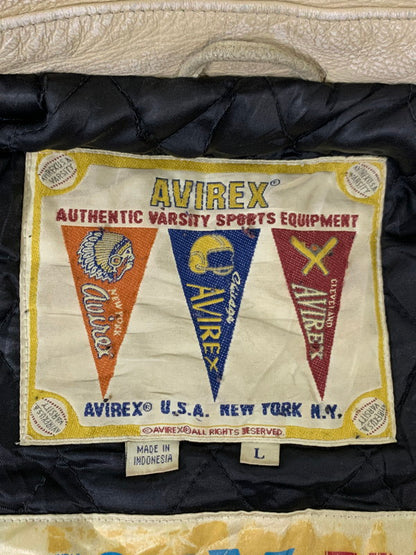 AVIREX®
AUTHENTIC VARSITY SPORTS EQUIPMENT
NEW YORK
Avirex
Chicago
AVIREX
CLEVELAND
AVIREX
AVIREX® U.S.A. NEW YORK N.Y.
©AVIREX® ALL RIGHTS RESERVED.
MADE IN
INDONESIA
L